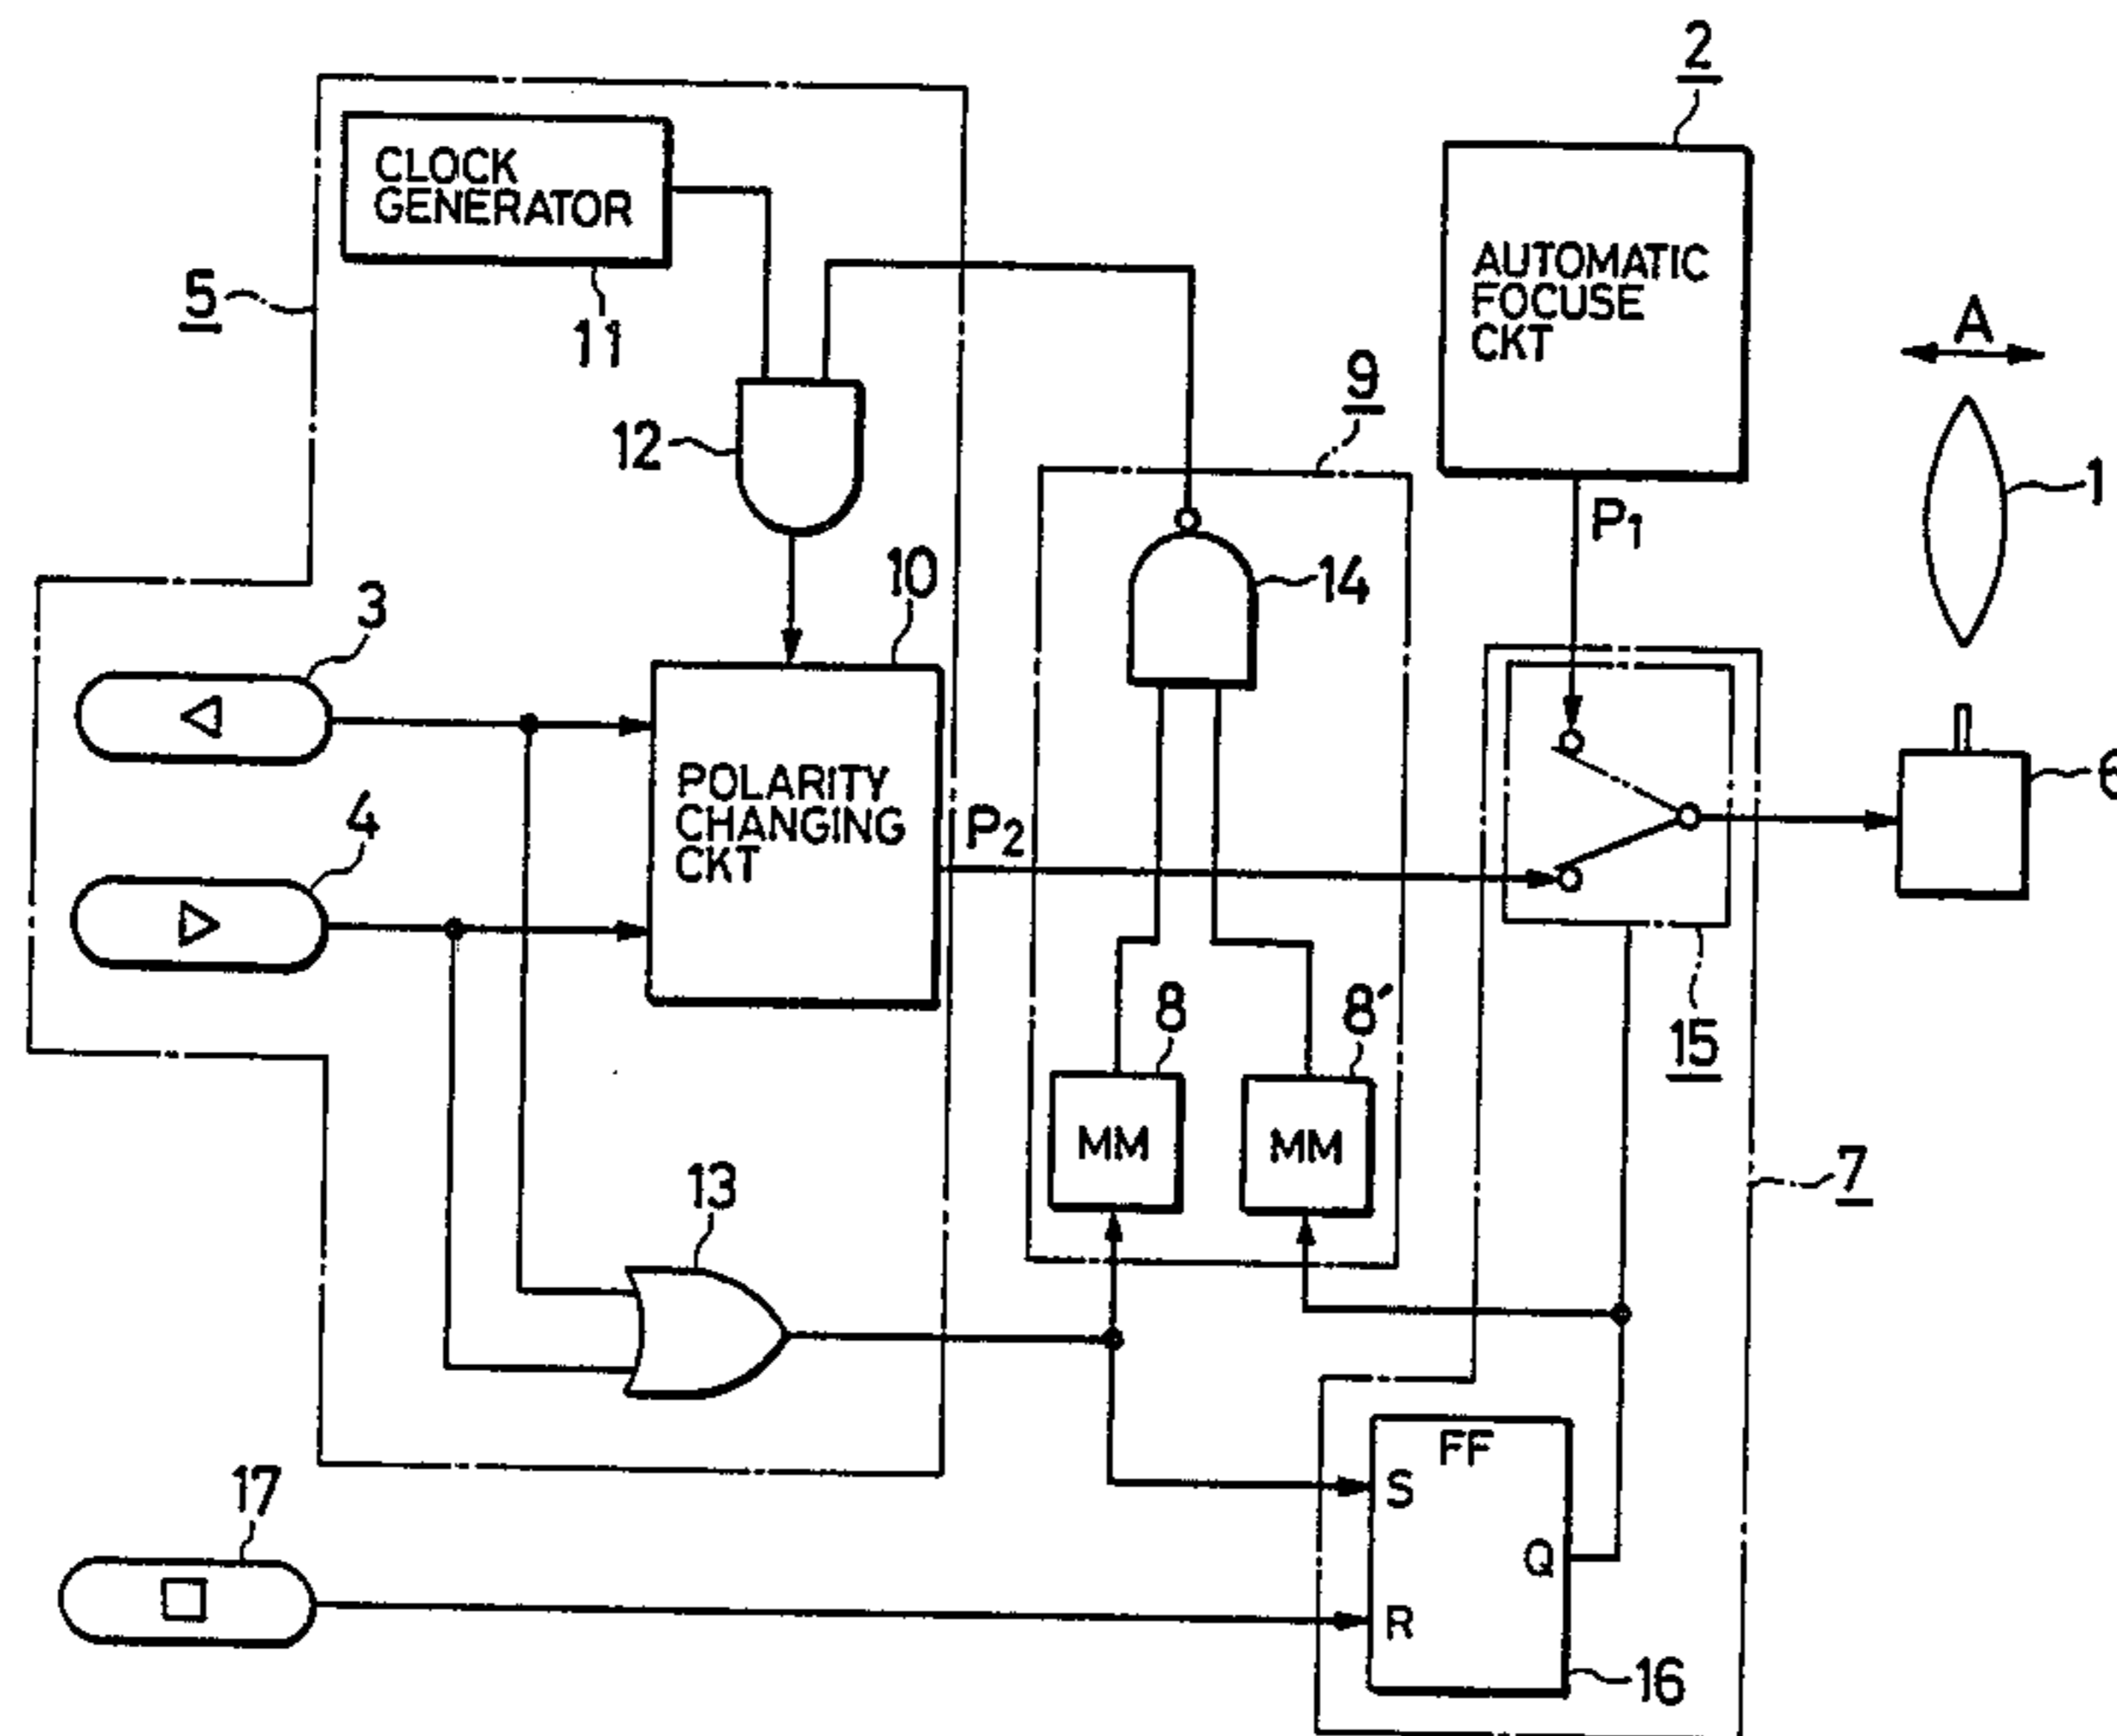 2
CLOCK
GENERATOR
5
11
AUTOMATIC
FOCUSE
CKT
A
9
12
1
P1
10
14
3
POLARITY
CHANGING
CKT
6
4
P2
8
8'
15
MM
MM
7
13
FF
S
17
Q
R
16